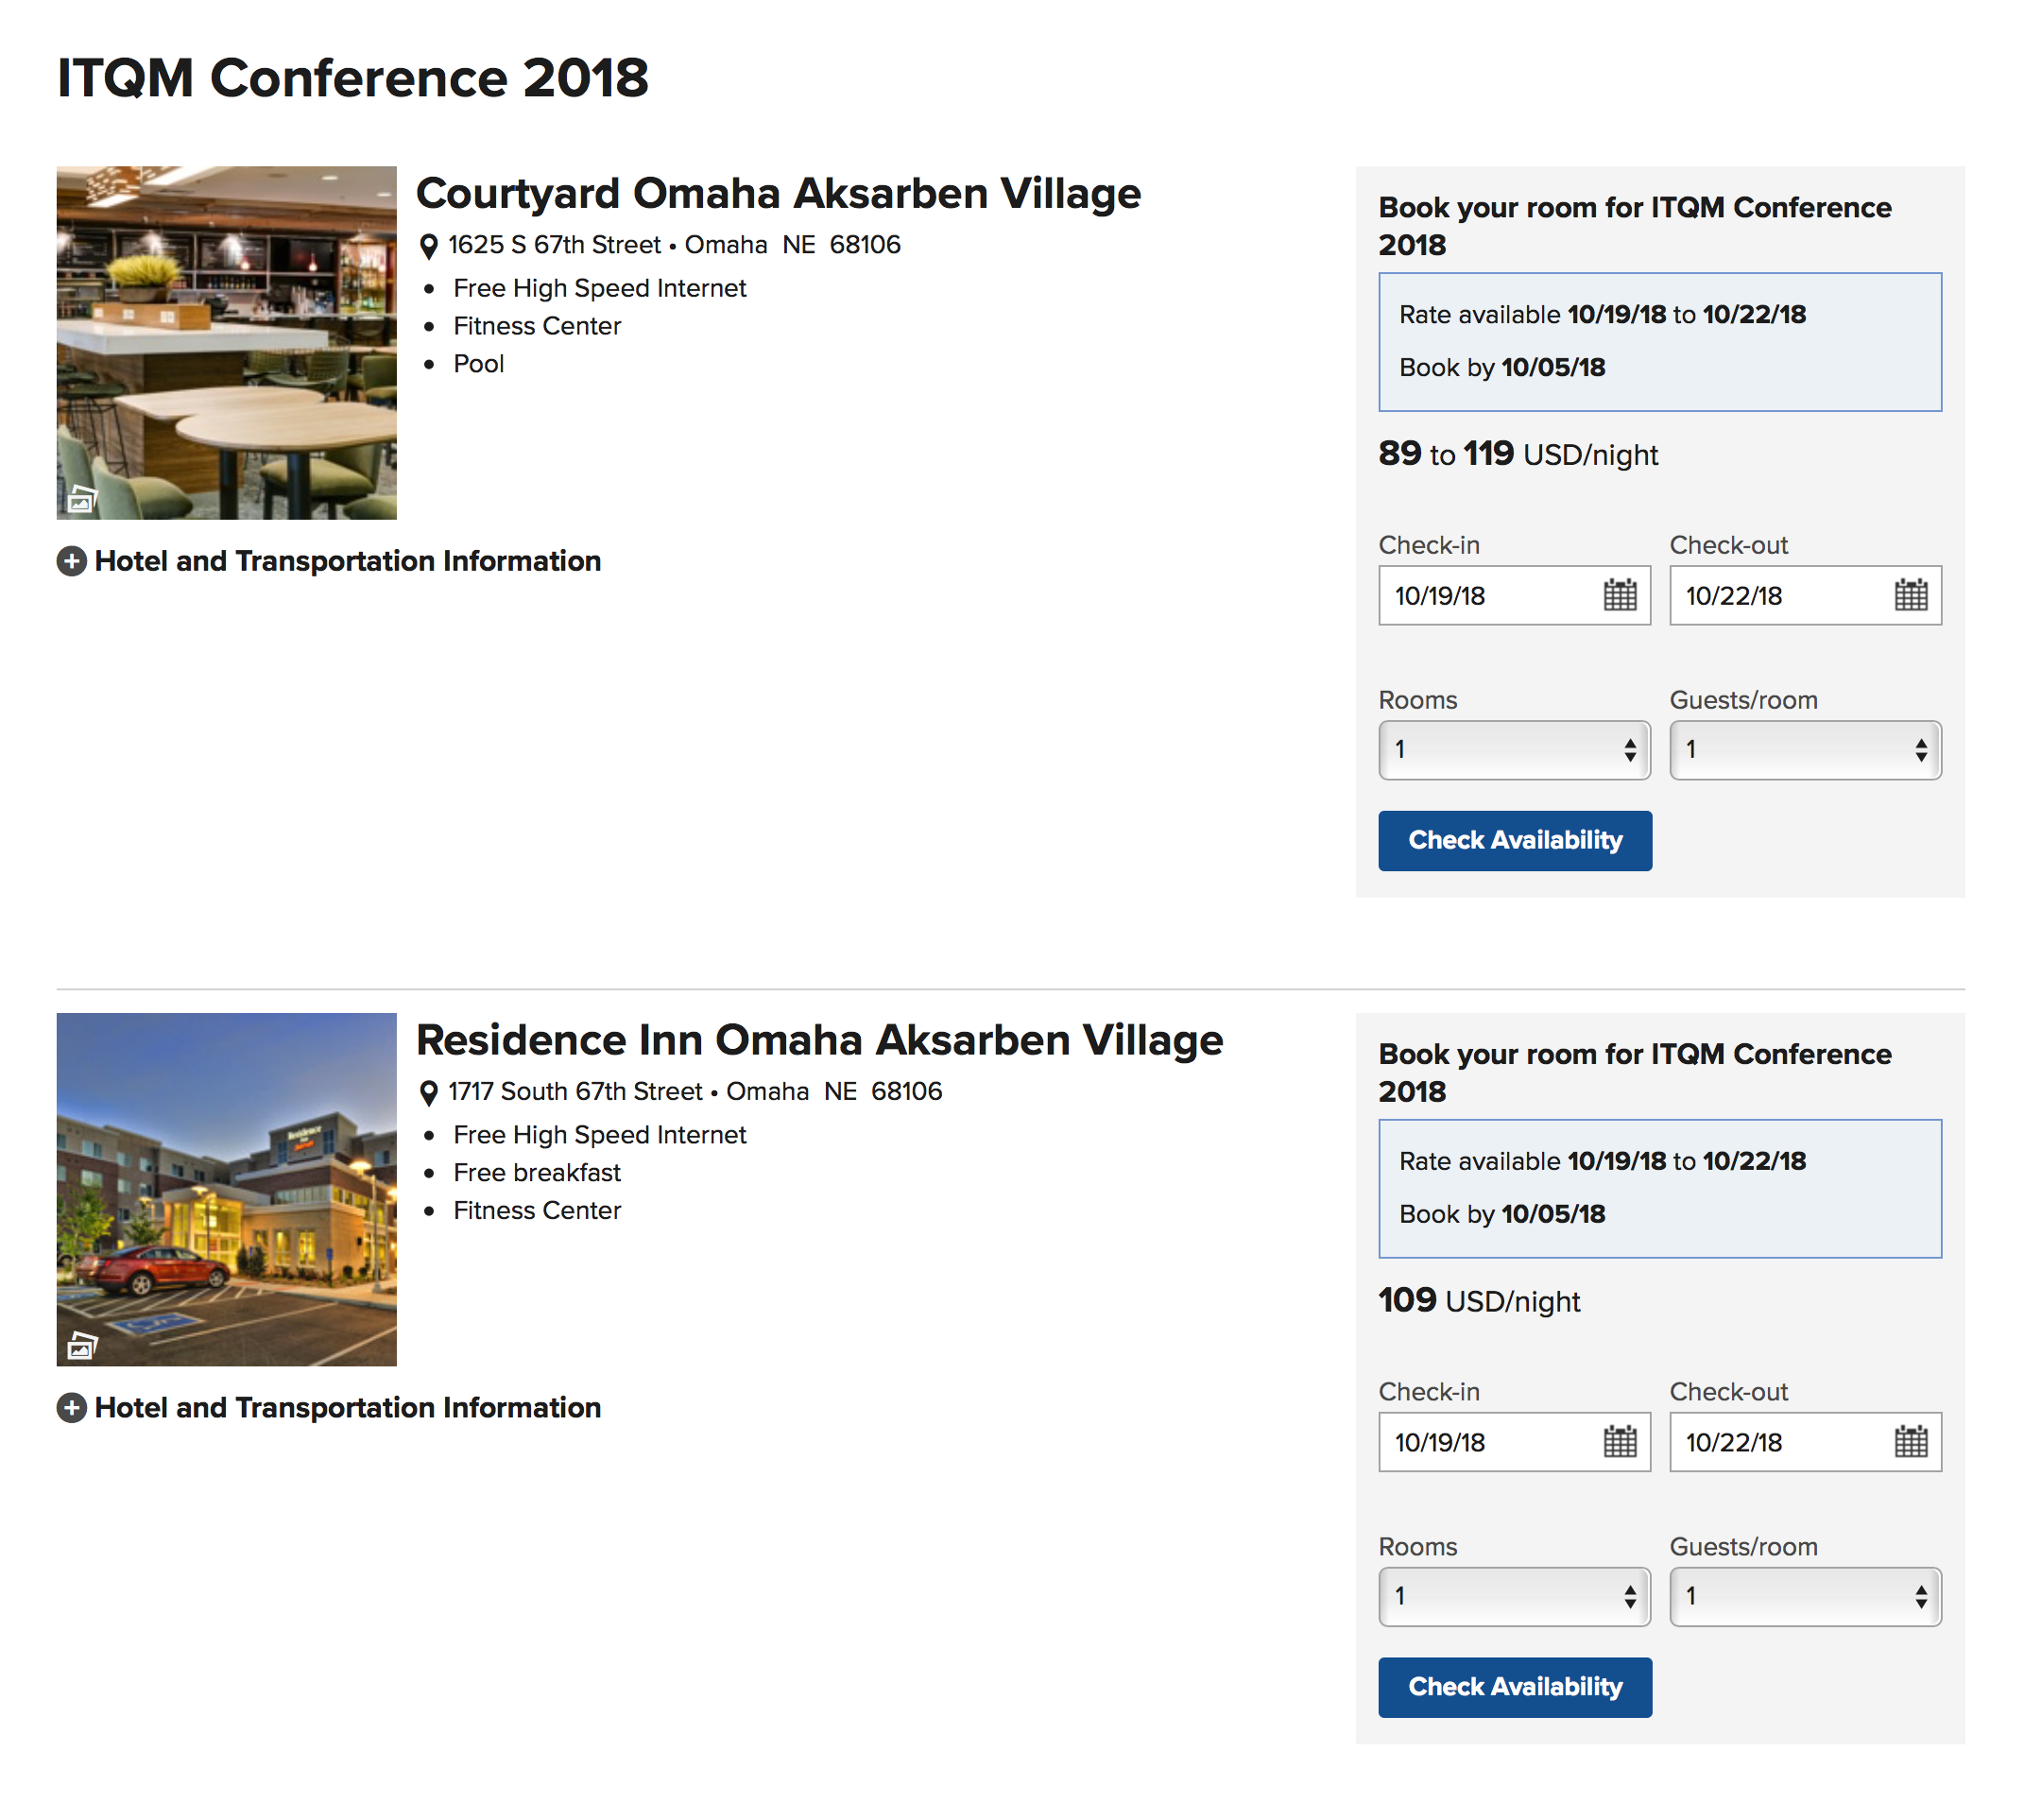 ITQM Conference 2018
Courtyard Omaha Aksarben Village
1625 S 67th Street • Omaha NE 68106
• Free High Speed Internet
• Fitness Center
• Pool
Hotel and Transportation Information
Book your room for ITQM Conference
2018
Rate available 10/19/18 to 10/22/18
Book by 10/05/18
89 to 119 USD/night
Check-in Check-out
10/19/18 10/22/18
Rooms Guests/room
1 1
Check Availability
Residence Inn Omaha Aksarben Village
1717 South 67th Street • Omaha NE 68106
• Free High Speed Internet
• Free breakfast
• Fitness Center
Residence
Hotel and Transportation Information
Book your room for ITQM Conference
2018
Rate available 10/19/18 to 10/22/18
Book by 10/05/18
109 USD/night
Check-in Check-out
10/19/18 10/22/18
Rooms Guests/room
1 1
Check Availability